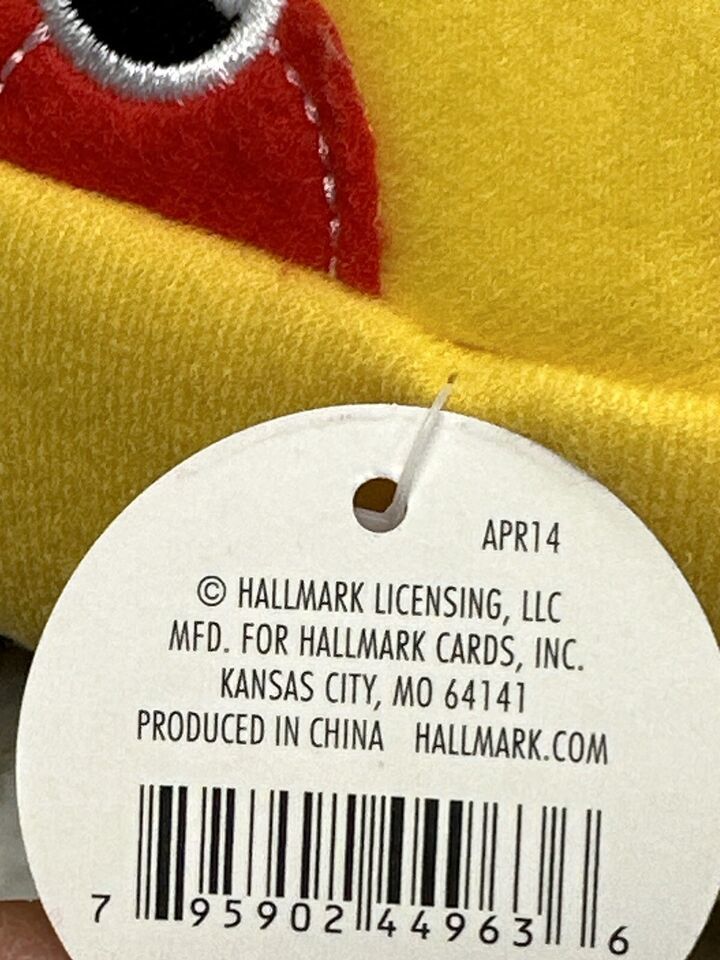 APR14
© HALLMARK LICENSING, LLC
MFD. FOR HALLMARK CARDS, INC.
KANSAS CITY, MO 64141
PRODUCED IN CHINA HALLMARK.COM
7 95902 44963 6